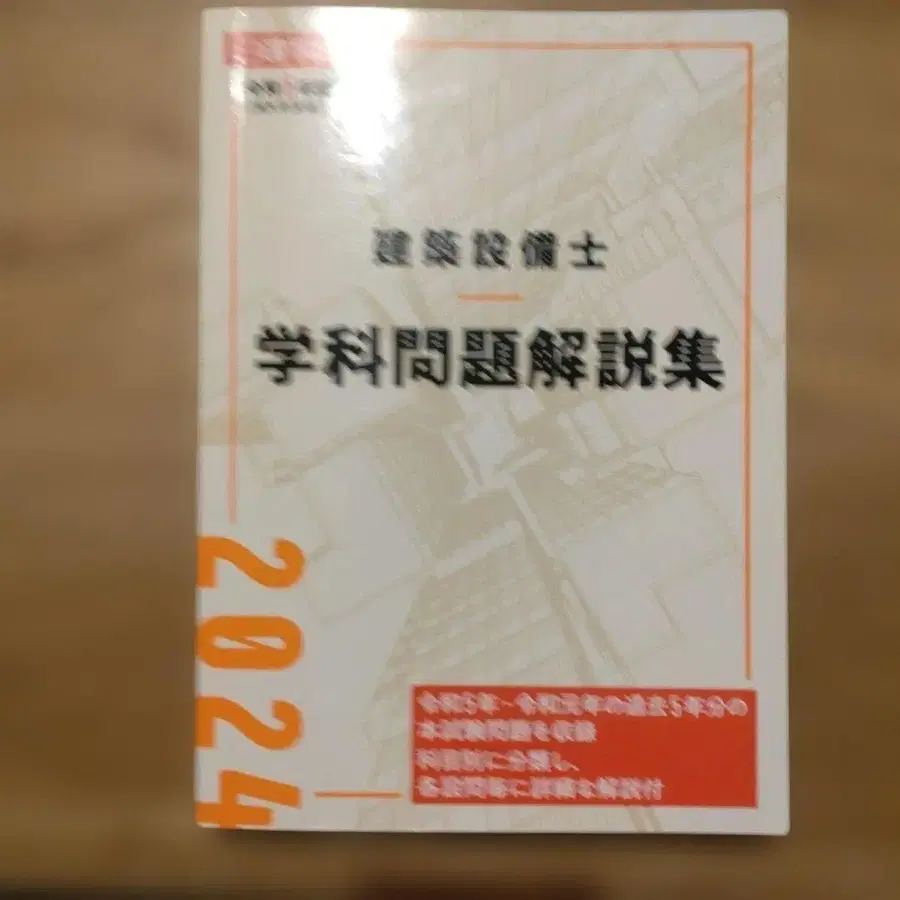 建築設備士
学科問題解説集
2024
令和5年~令和元年の過去5年分の
本試験問題を収録
科目別に分類し、
各設問毎に詳細な解説付